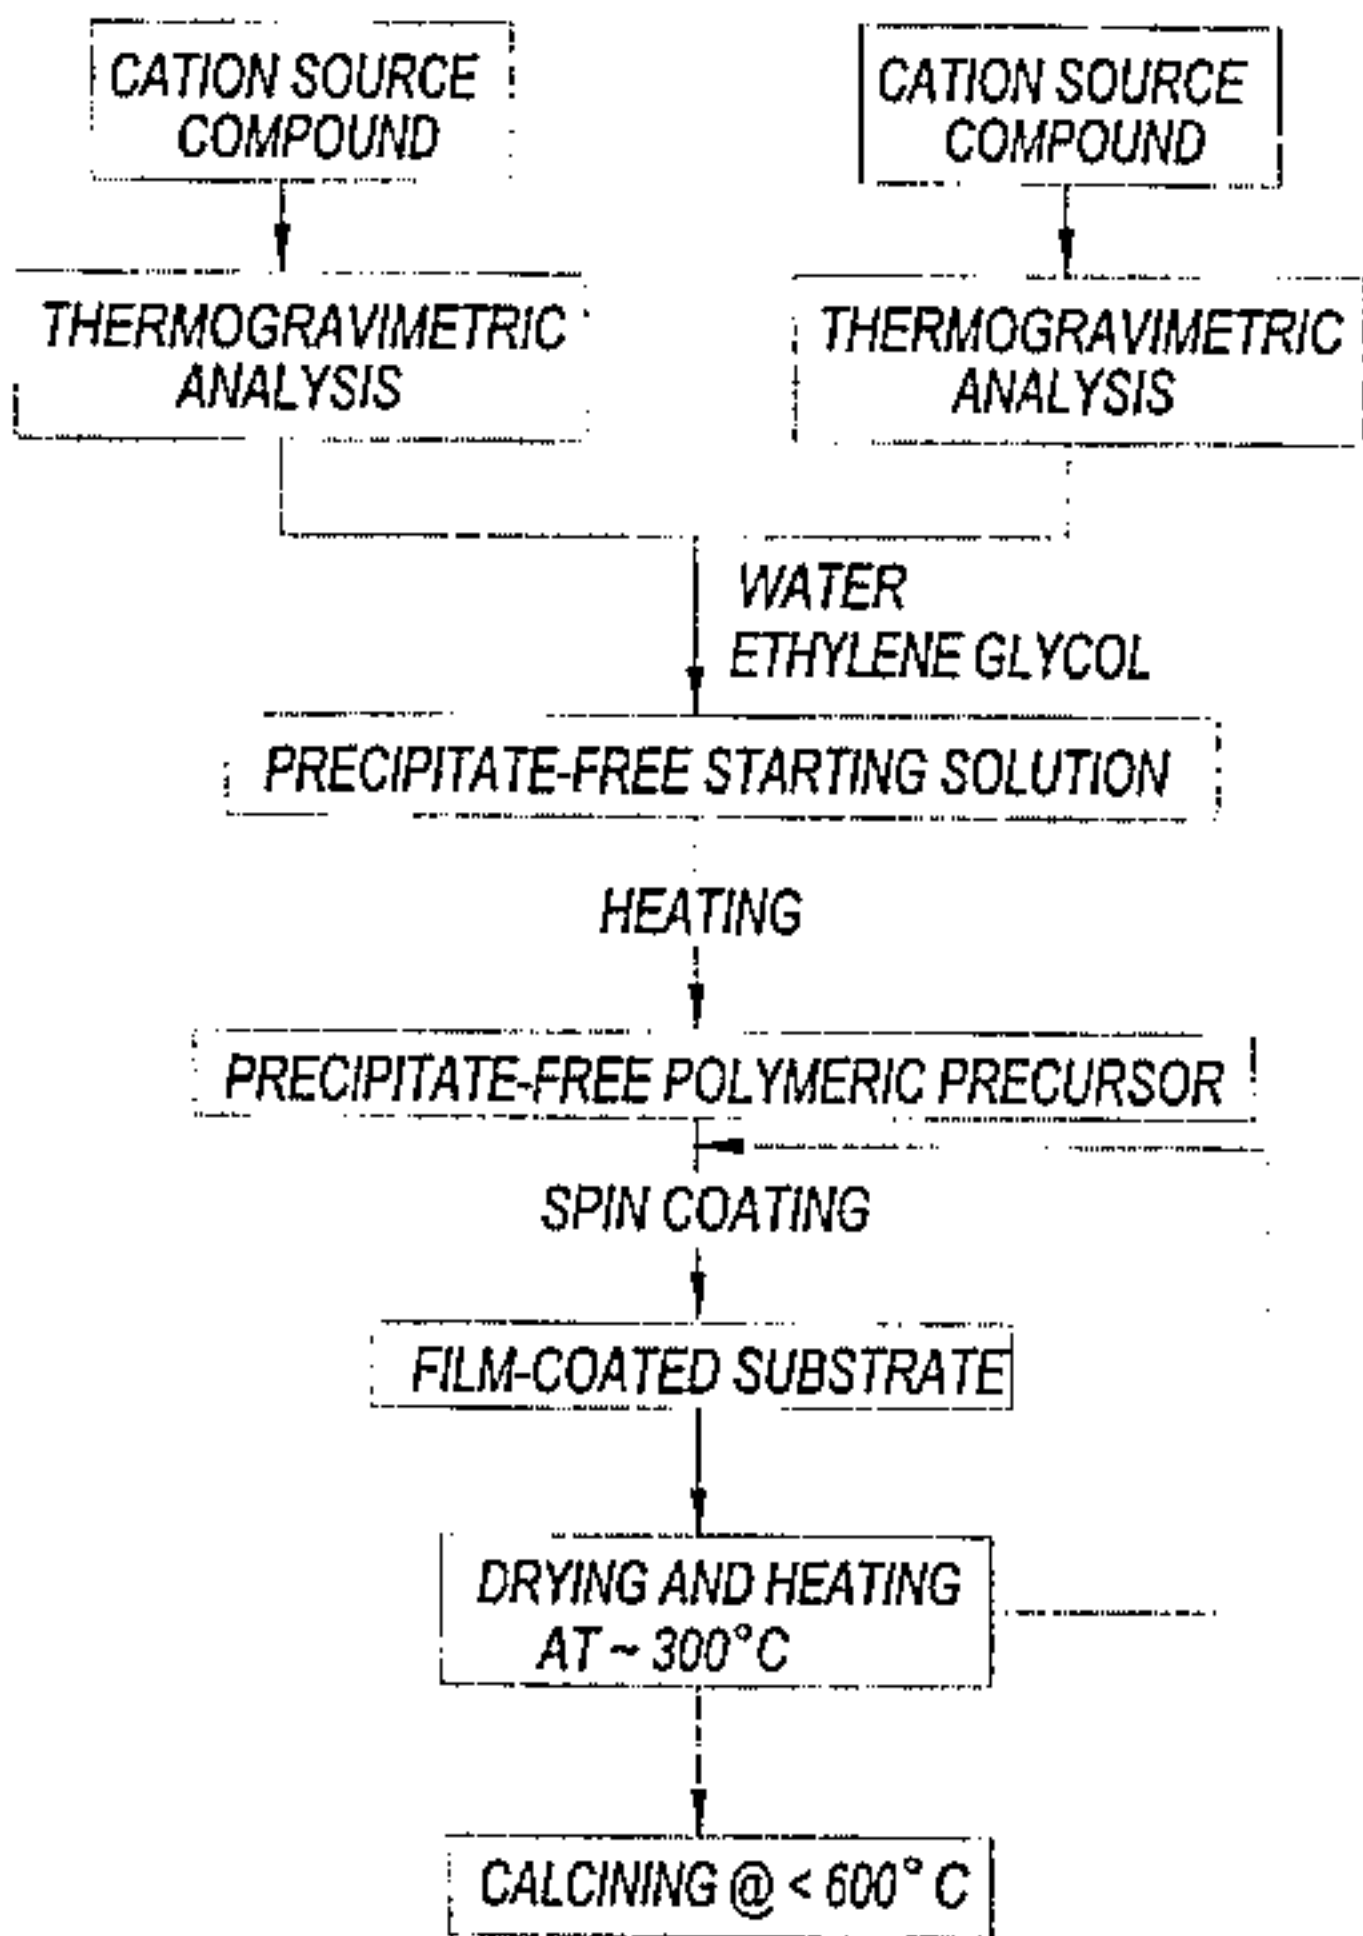 CATION SOURCE
COMPOUND
CATION SOURCE
COMPOUND
THERMOGRAVIMETRIC
ANALYSIS
THERMOGRAVIMETRIC
ANALYSIS
WATER
ETHYLENE GLYCOL
PRECIPITATE-FREE STARTING SOLUTION
HEATING
PRECIPITATE-FREE POLYMERIC PRECURSOR
SPIN COATING
FILM-COATED SUBSTRATE
DRYING AND HEATING
AT ~ 300°C
CALCINING @ < 600° C